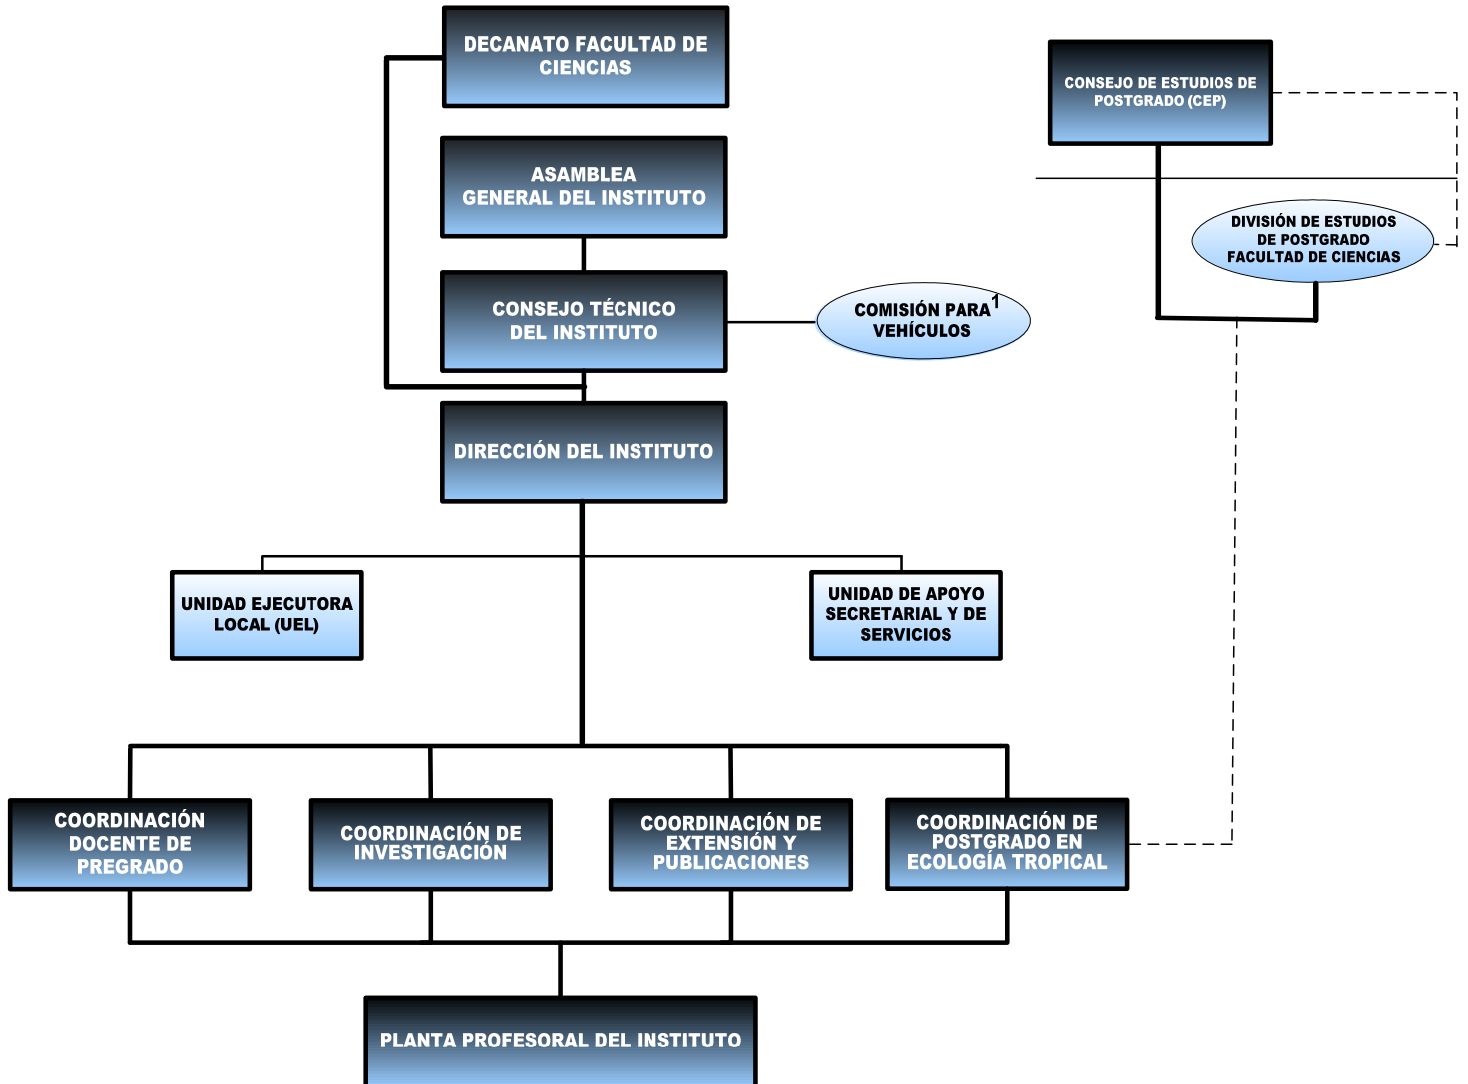 DECANATO FACULTAD DE
CIENCIAS
CONSEJO DE ESTUDIOS DE
POSTGRADO (CEP)
ASAMBLEA
GENERAL DEL INSTITUTO
DIVISIÓN DE ESTUDIOS
DE POSTGRADO
FACULTAD DE CIENCIAS
CONSEJO TÉCNICO
DEL INSTITUTO
COMISIÓN PARA 1
VEHÍCULOS
DIRECCIÓN DEL INSTITUTO
UNIDAD EJECUTORA
LOCAL (UEL)
UNIDAD DE APOYO
SECRETARIAL Y DE
SERVICIOS
COORDINACIÓN
DOCENTE DE
PREGRADO
COORDINACIÓN DE
INVESTIGACIÓN
COORDINACIÓN DE
EXTENSIÓN Y
PUBLICACIONES
COORDINACIÓN DE
POSTGRADO EN
ECOLOGÍA TROPICAL
PLANTA PROFESORAL DEL INSTITUTO